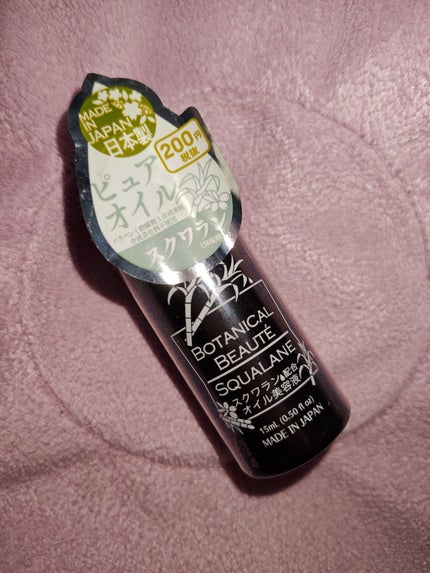 MADE
IN
JAPAN
日本製
200円
税抜
ピュア
オイル
スクワラン
BOTANICAL
BEAUTÉ
SQUALANE
スクワラン配合
オイル美容液
15mL (0.50 fl oz)
MADE IN JAPAN